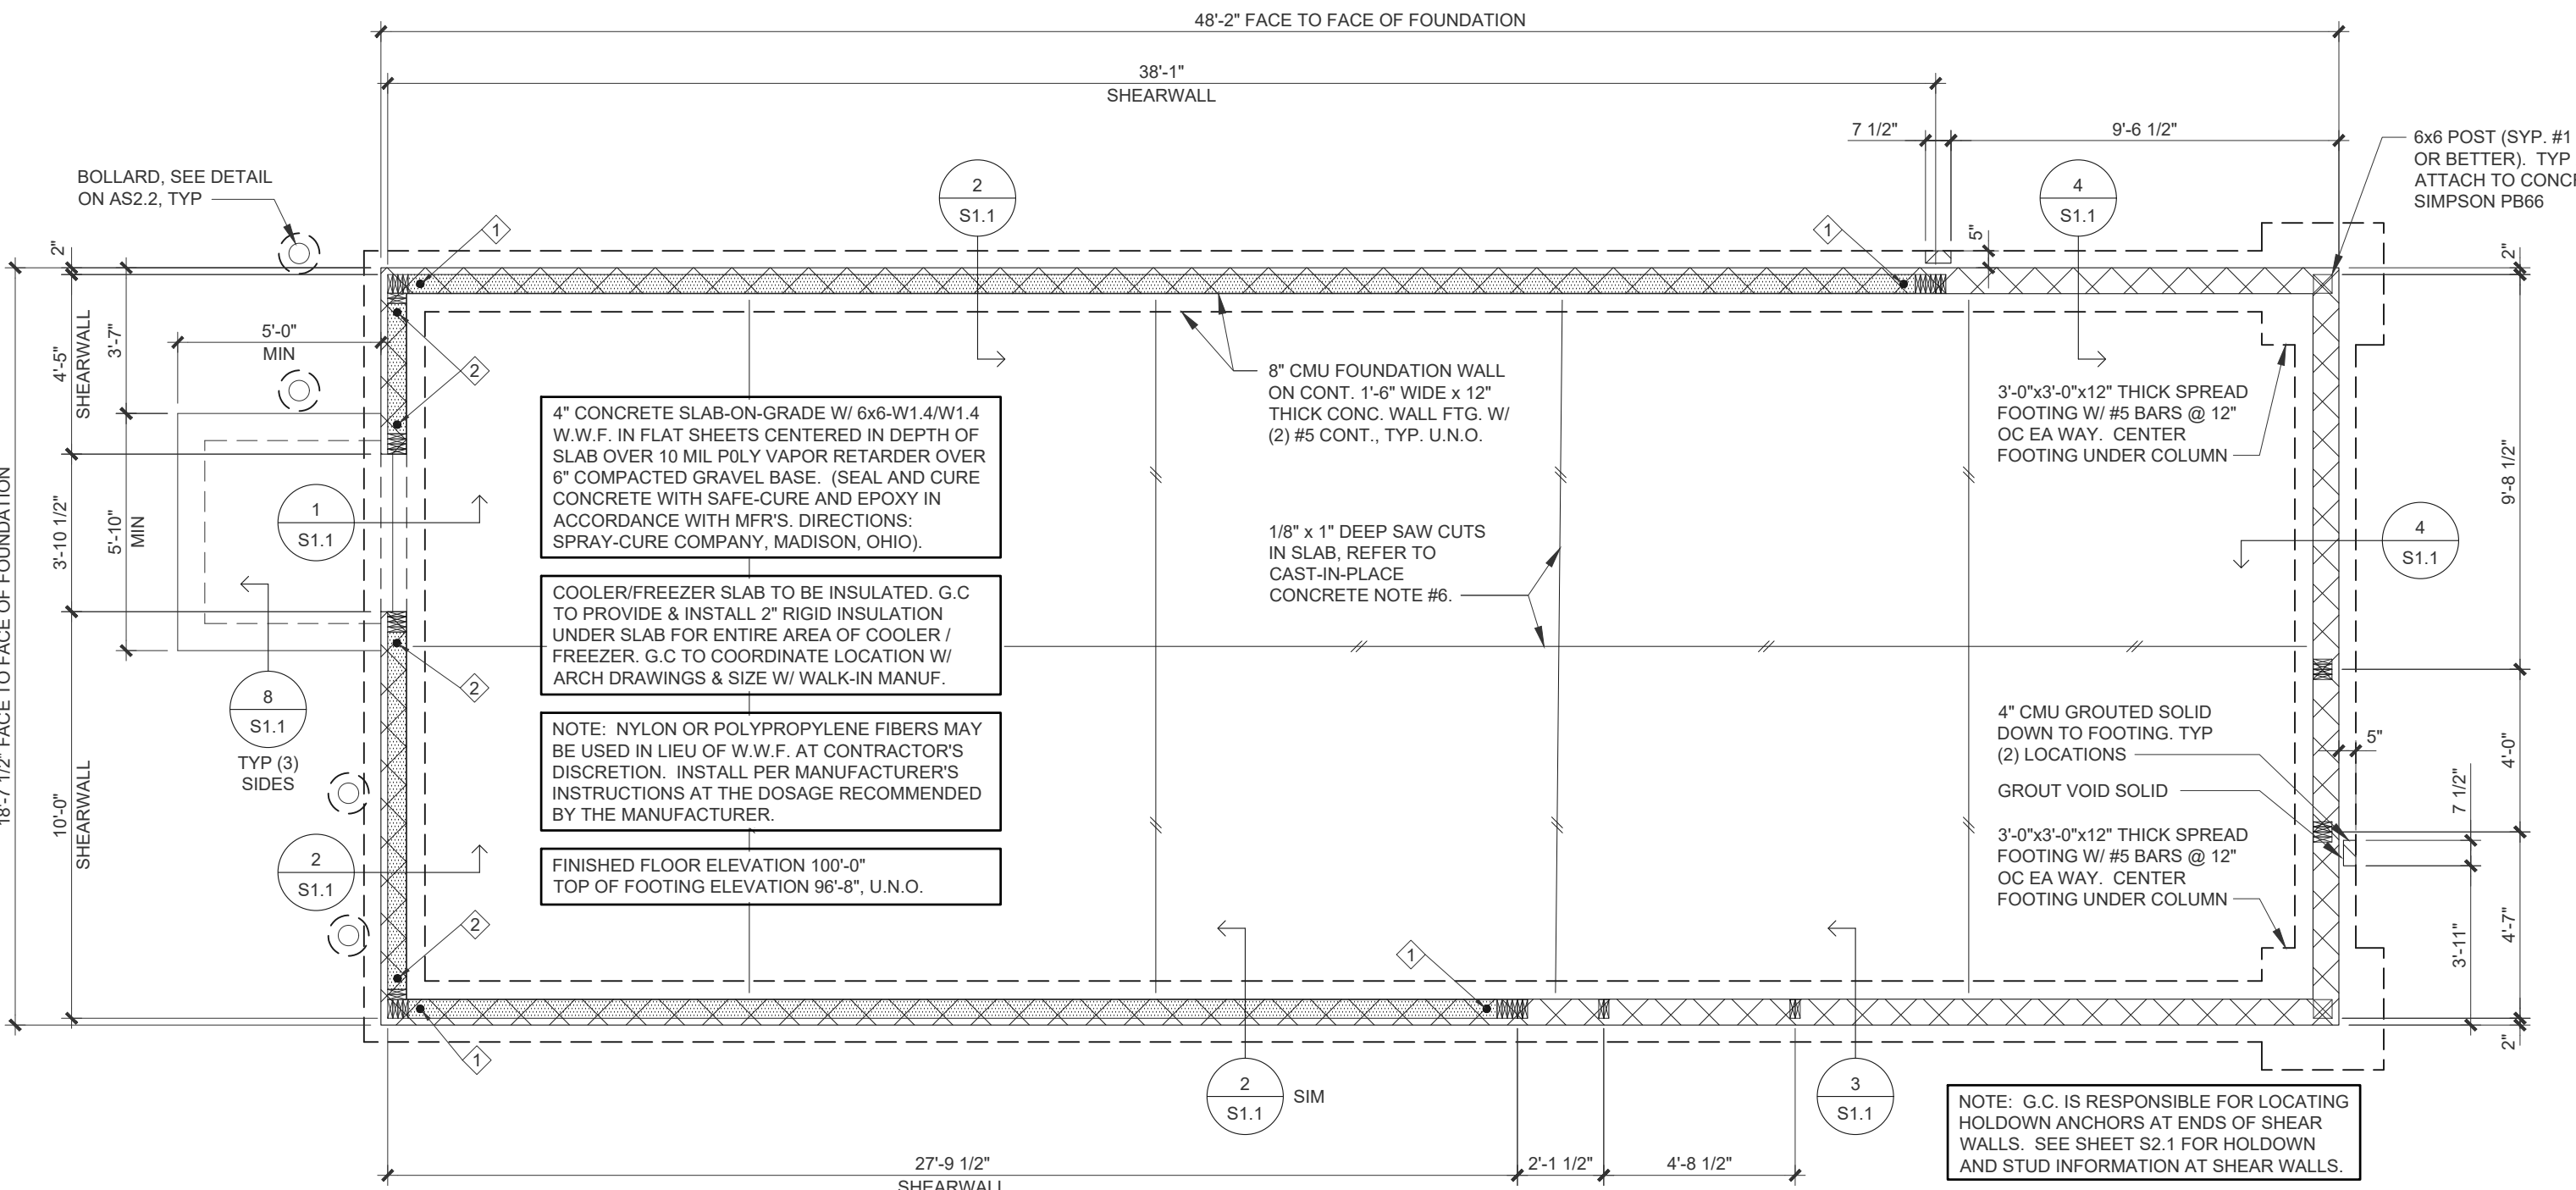 48'-2" FACE TO FACE OF FOUNDATION
38'-1"
SHEARWALL
7 1/2"
9'-6 1/2"
6x6 POST (SYP. #1
OR BETTER). TYP
ATTACH TO CONC
SIMPSON PB66
BOLLARD, SEE DETAIL
ON AS2.2, TYP
2
S1.1
4
S1.1
1
1
5"
2"
2"
4'-5"
SHEARWALL
3'-7"
5'-0"
MIN
2
8" CMU FOUNDATION WALL
ON CONT. 1'-6" WIDE x 12"
THICK CONC. WALL FTG. W/
(2) #5 CONT., TYP. U.N.O.
3'-0"x3'-0"x12" THICK SPREAD
FOOTING W/ #5 BARS @ 12"
OC EA WAY. CENTER
FOOTING UNDER COLUMN
4" CONCRETE SLAB-ON-GRADE W/ 6x6-W1.4/W1.4
W.W.F. IN FLAT SHEETS CENTERED IN DEPTH OF
SLAB OVER 10 MIL P0LY VAPOR RETARDER OVER
6" COMPACTED GRAVEL BASE. (SEAL AND CURE
CONCRETE WITH SAFE-CURE AND EPOXY IN
ACCORDANCE WITH MFR'S. DIRECTIONS:
SPRAY-CURE COMPANY, MADISON, OHIO).
18'-7 1/2" FACE TO FACE OF FOUNDATION
3'-10 1/2"
5'-10"
MIN
1
S1.1
9'-8 1/2"
4
S1.1
1/8" x 1" DEEP SAW CUTS
IN SLAB, REFER TO
CAST-IN-PLACE
CONCRETE NOTE #6.
COOLER/FREEZER SLAB TO BE INSULATED. G.C
TO PROVIDE & INSTALL 2" RIGID INSULATION
UNDER SLAB FOR ENTIRE AREA OF COOLER /
FREEZER. G.C TO COORDINATE LOCATION W/
ARCH DRAWINGS & SIZE W/ WALK-IN MANUF.
2
8
S1.1
TYP (3)
SIDES
NOTE: NYLON OR POLYPROPYLENE FIBERS MAY
BE USED IN LIEU OF W.W.F. AT CONTRACTOR'S
DISCRETION. INSTALL PER MANUFACTURER'S
INSTRUCTIONS AT THE DOSAGE RECOMMENDED
BY THE MANUFACTURER.
4" CMU GROUTED SOLID
DOWN TO FOOTING. TYP
(2) LOCATIONS
GROUT VOID SOLID
5"
4'-0"
7 1/2"
10'-0"
SHEARWALL
3'-0"x3'-0"x12" THICK SPREAD
FOOTING W/ #5 BARS @ 12"
OC EA WAY. CENTER
FOOTING UNDER COLUMN
2
S1.1
FINISHED FLOOR ELEVATION 100'-0"
TOP OF FOOTING ELEVATION 96'-8", U.N.O.
2
1
3'-11"
4'-7"
2"
1
2
S1.1
SIM
3
S1.1
NOTE: G.C. IS RESPONSIBLE FOR LOCATING
HOLDOWN ANCHORS AT ENDS OF SHEAR
WALLS. SEE SHEET S2.1 FOR HOLDOWN
AND STUD INFORMATION AT SHEAR WALLS.
27'-9 1/2"
SHEARWALL
2'-1 1/2"
4'-8 1/2"